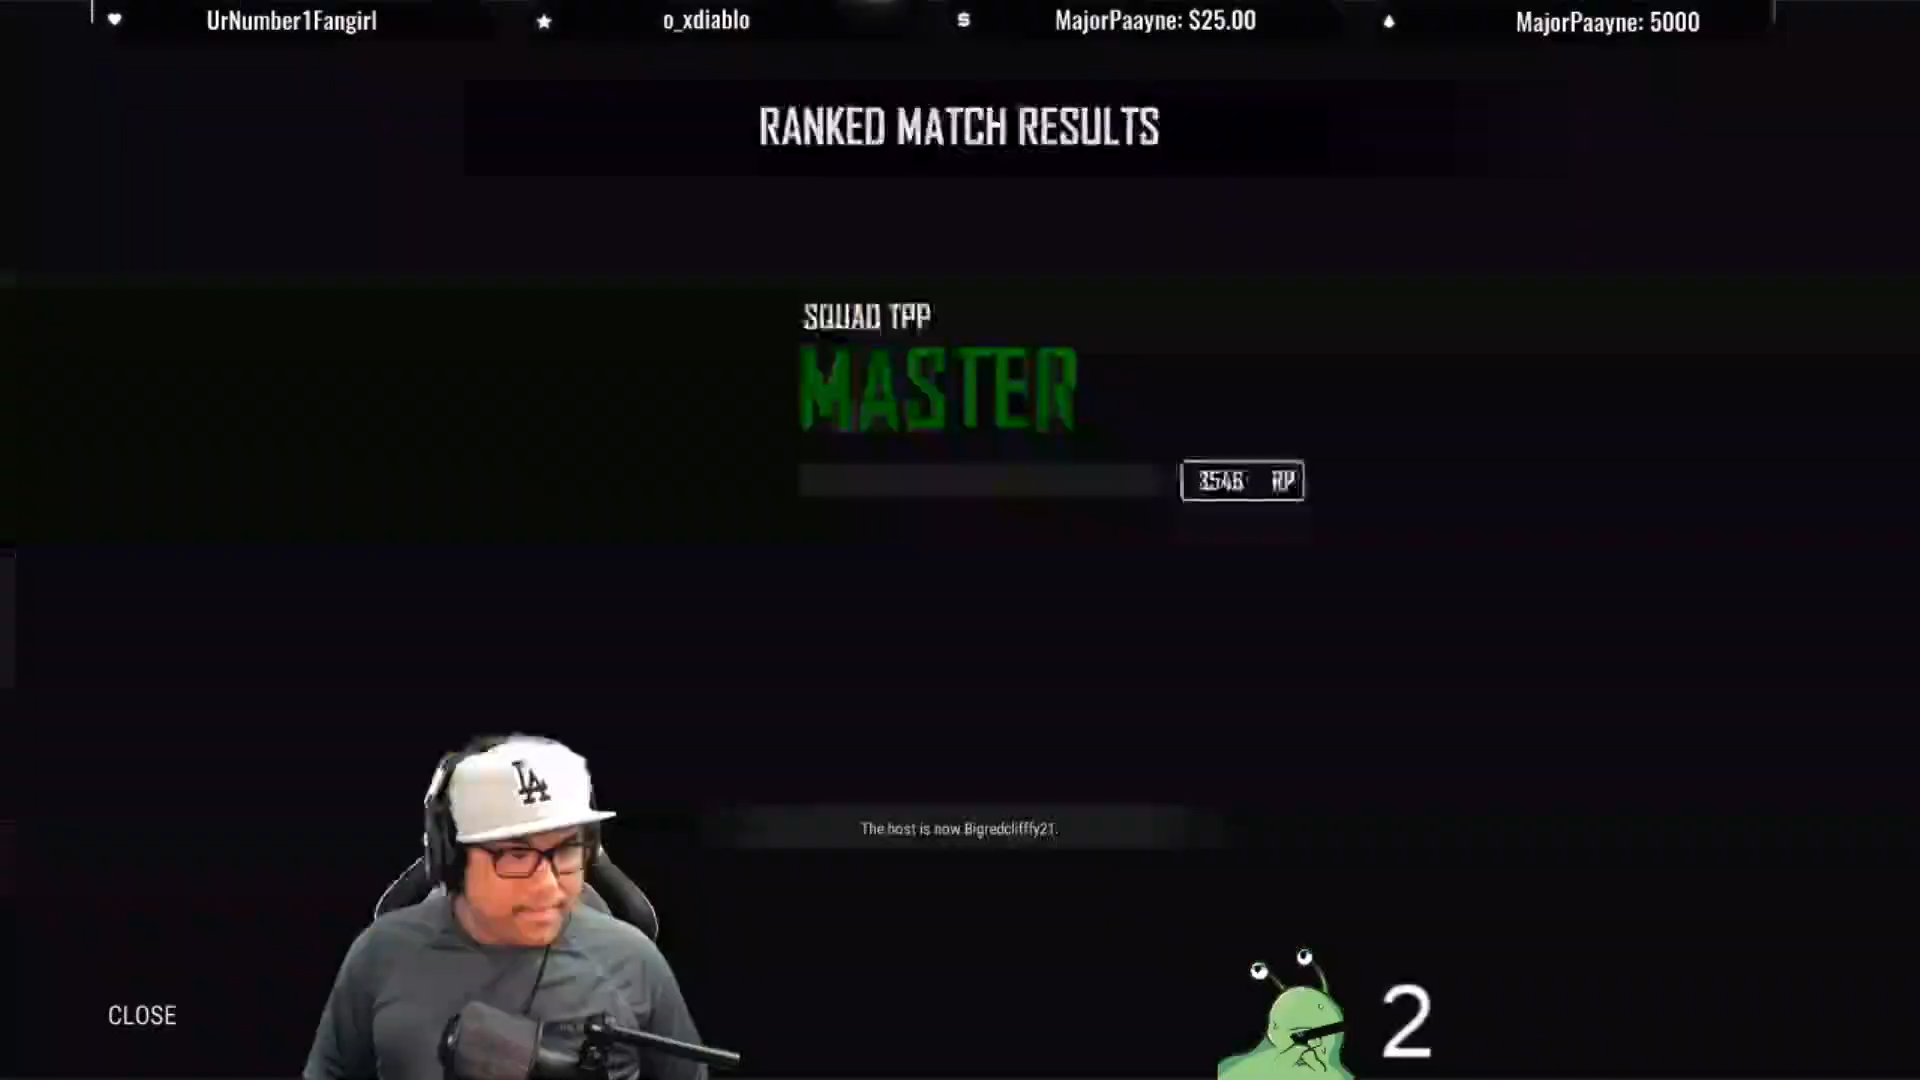 UrNumber1Fangirl
o_xdiablo
$
MajorPaayne: $25.00
MajorPaayne: 5000
RANKED MATCH RESULTS
SQUAD TPP
MASTER
3546 RP
LA
The host is now Bigredclifffy21.
CLOSE
2